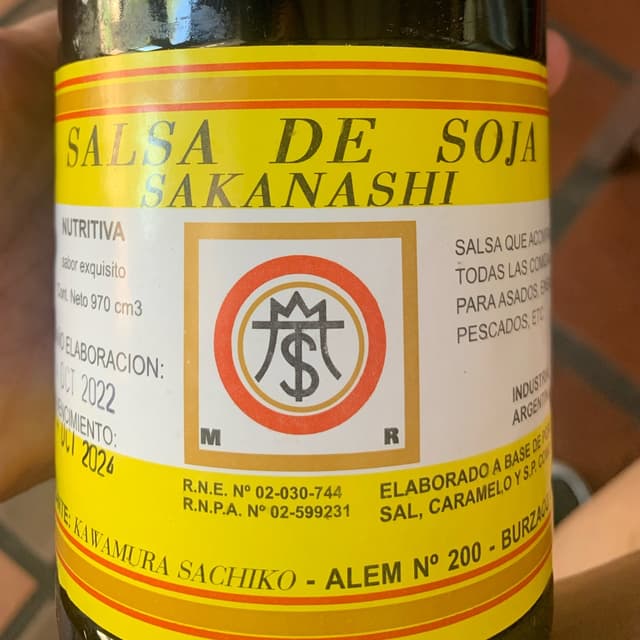 SALSA DE SOJA
SAKANASHI
NUTRITIVA
sabor exquisito
Cont. Neto 970 cm3
ELABORACION:
OCT 2022
OCT 2024
M R
SALSA QUE
TODAS LAS
PARA ASADOS,
PESCADOS, ETC.
R.N.E. Nº 02-030-744
R.N.P.A. Nº 02-599231
ELABORADO A BASE DE
SAL, CARAMELO Y S.P.
KAWAMURA SACHIKO - ALEM Nº 200 - BURZACO